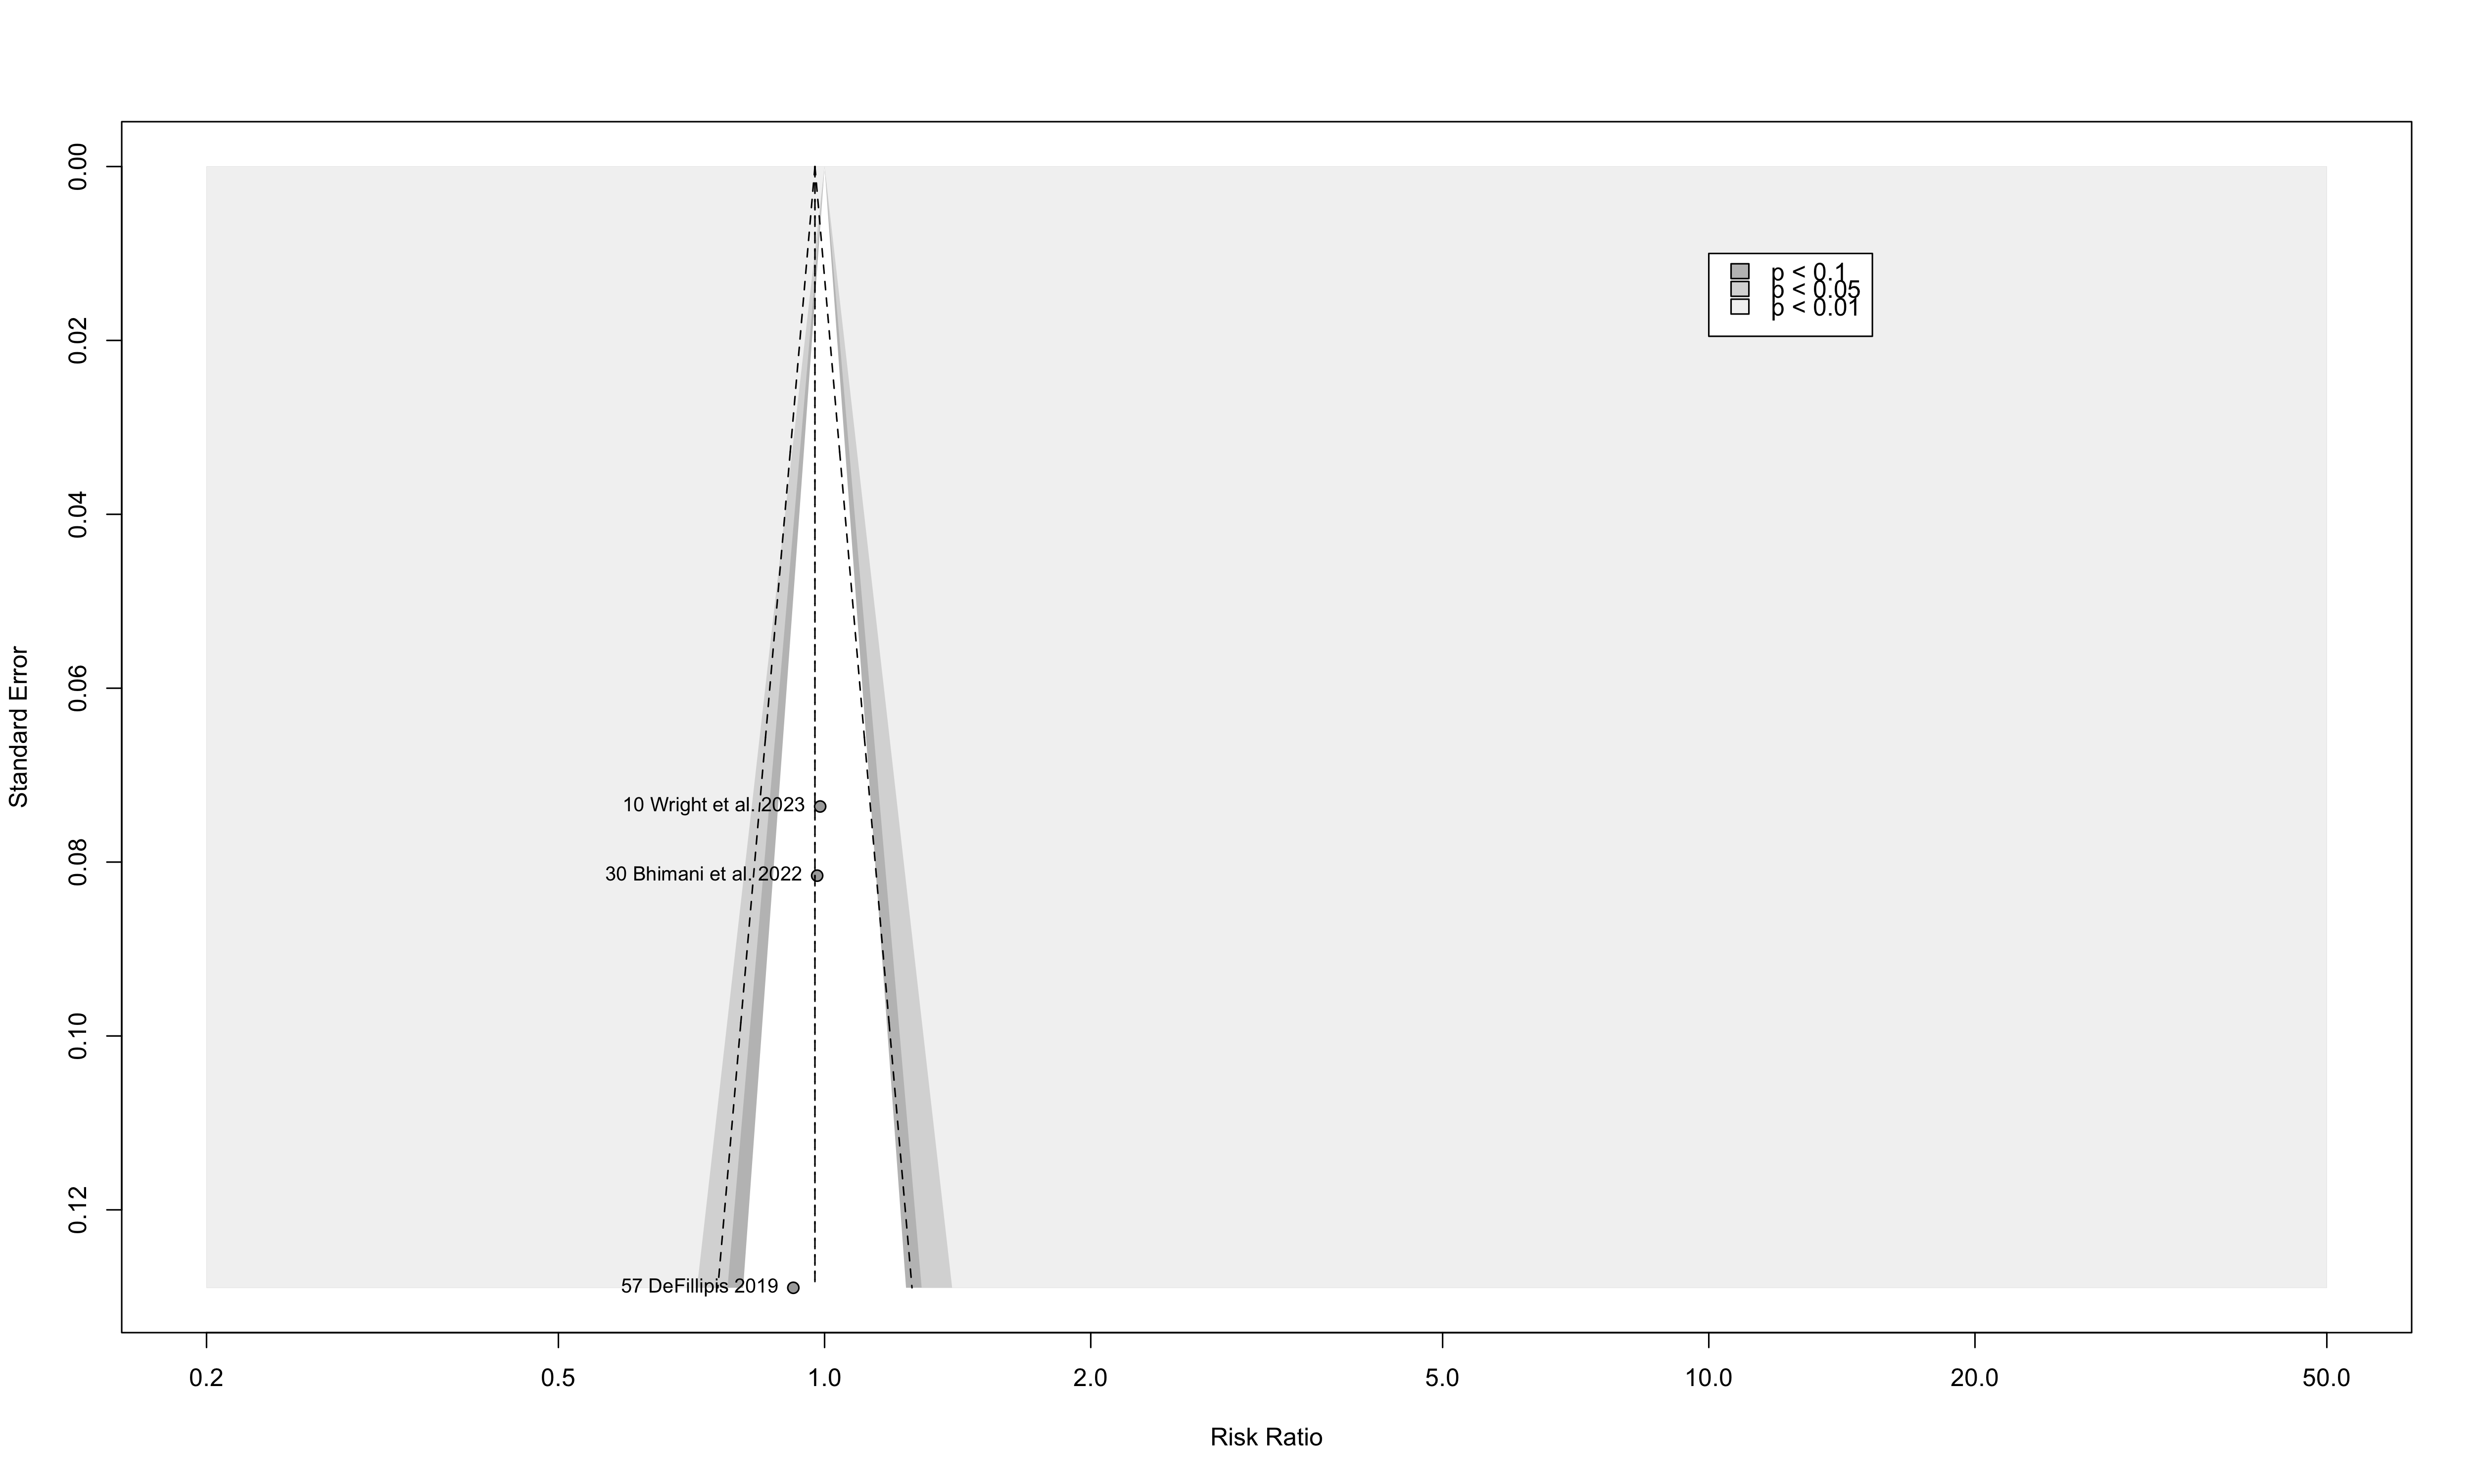 0.00
0.02
0.04
0.06
0.08
0.10
0.12
Standard Error
p < 0.1
p < 0.05
p < 0.01
10 Wright et al. 2023
30 Bhimani et al. 2022
57 DeFillipis 2019
0.2 0.5 1.0 2.0 5.0 10.0 20.0 50.0
Risk Ratio